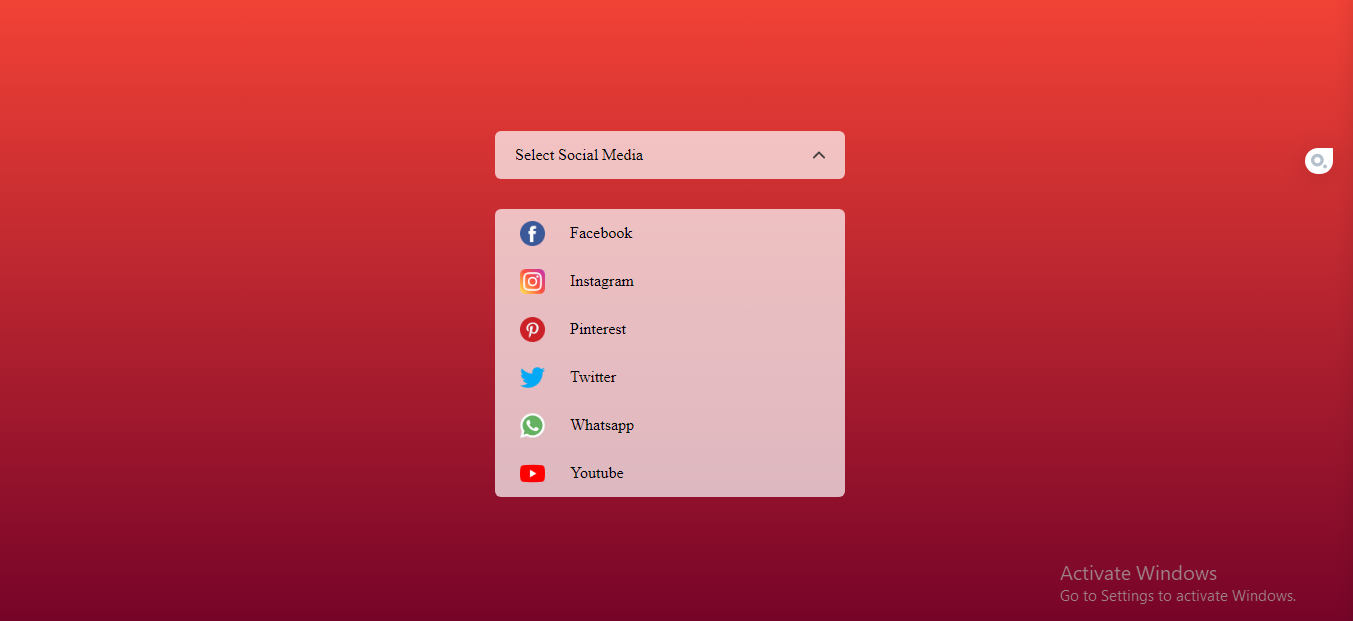 Select Social Media
Facebook
Instagram
Pinterest
Twitter
Whatsapp
Youtube
Activate Windows
Go to Settings to activate Windows.